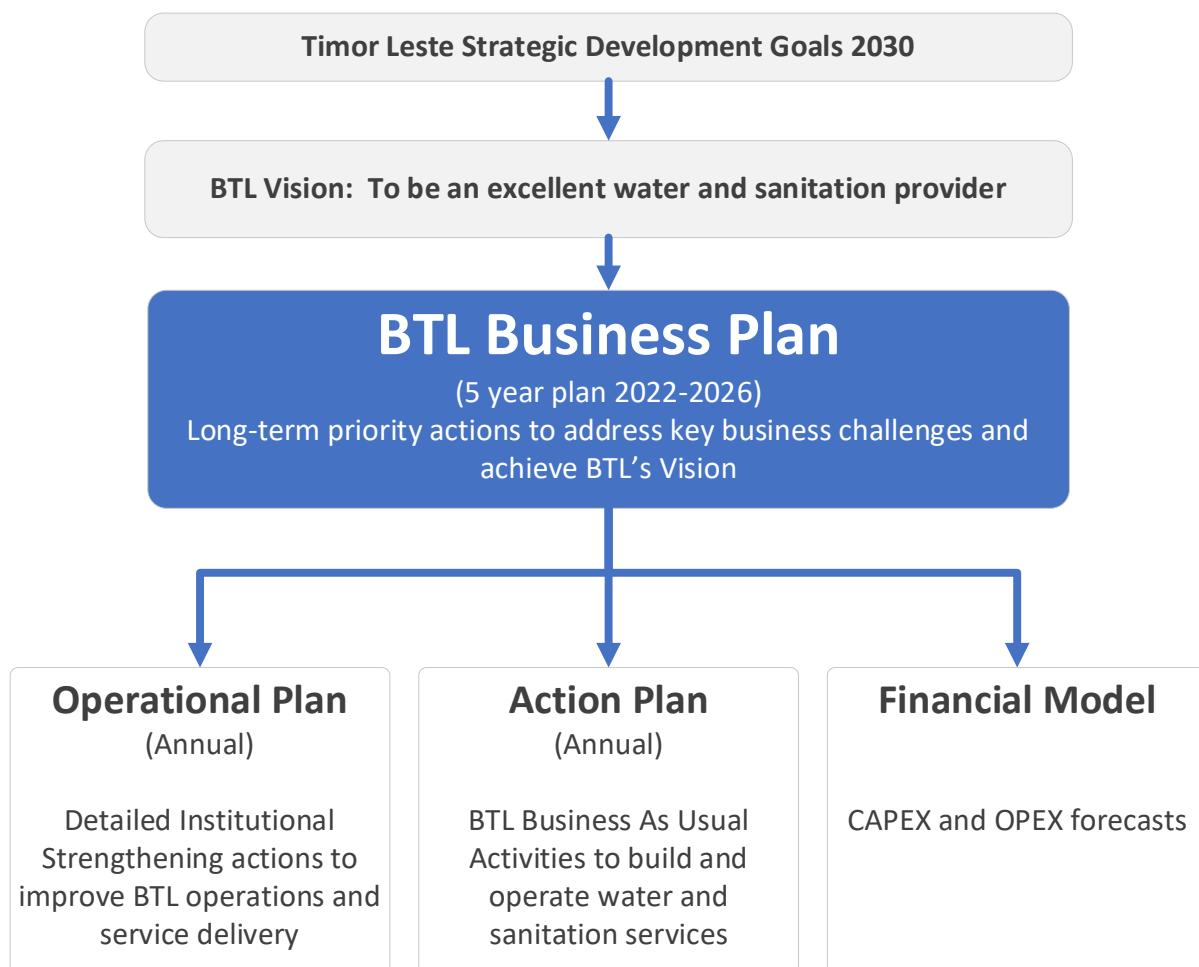 Timor Leste Strategic Development Goals 2030
BTL Vision:  To be an excellent water and sanitation provider
BTL Business Plan
(5 year plan 2022-2026)
Long-term priority actions to address key business challenges and
achieve BTL’s Vision
Operational Plan
(Annual)
Detailed Institutional
Strengthening actions to
improve BTL operations and
service delivery
Action Plan
(Annual)
BTL Business As Usual
Activities to build and
operate water and
sanitation services
Financial Model
CAPEX and OPEX forecasts